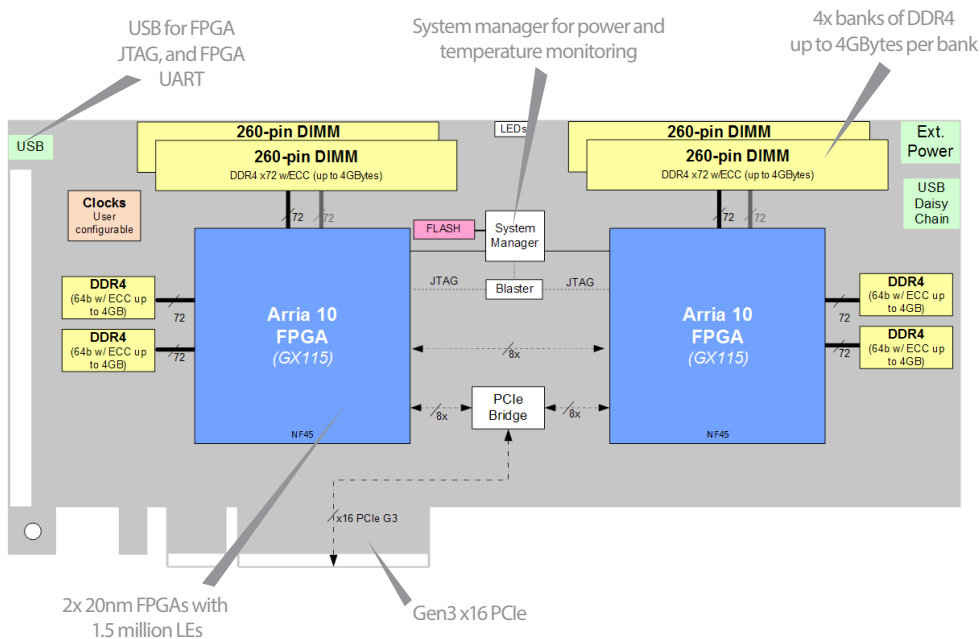 USB for FPGA
JTAG, and FPGA
UART
System manager for power and
temperature monitoring
4x banks of DDR4
up to 4GBytes per bank
USB
260-pin DIMM
260-pin DIMM
DDR4 x72 w/ECC (up to 4GBytes)
LEDs
260-pin DIMM
260-pin DIMM
DDR4 x72 w/ECC (up to 4GBytes)
Ext.
Power
USB
Daisy
Chain
Clocks
User
configurable
72
72
FLASH
System
Manager
72
72
JTAG
Blaster
JTAG
DDR4
(64b w/ ECC up
to 4GB)
72
DDR4
(64b w/ ECC up
to 4GB)
72
Arria 10
FPGA
(GX115)
NF45
8x
8x
PCIe
Bridge
8x
Arria 10
FPGA
(GX115)
NF45
DDR4
(64b w/ ECC up
to 4GB)
72
DDR4
(64b w/ ECC up
to 4GB)
72
x16 PCIe G3
2x 20nm FPGAs with
1.5 million LEs
Gen3 x16 PCIe